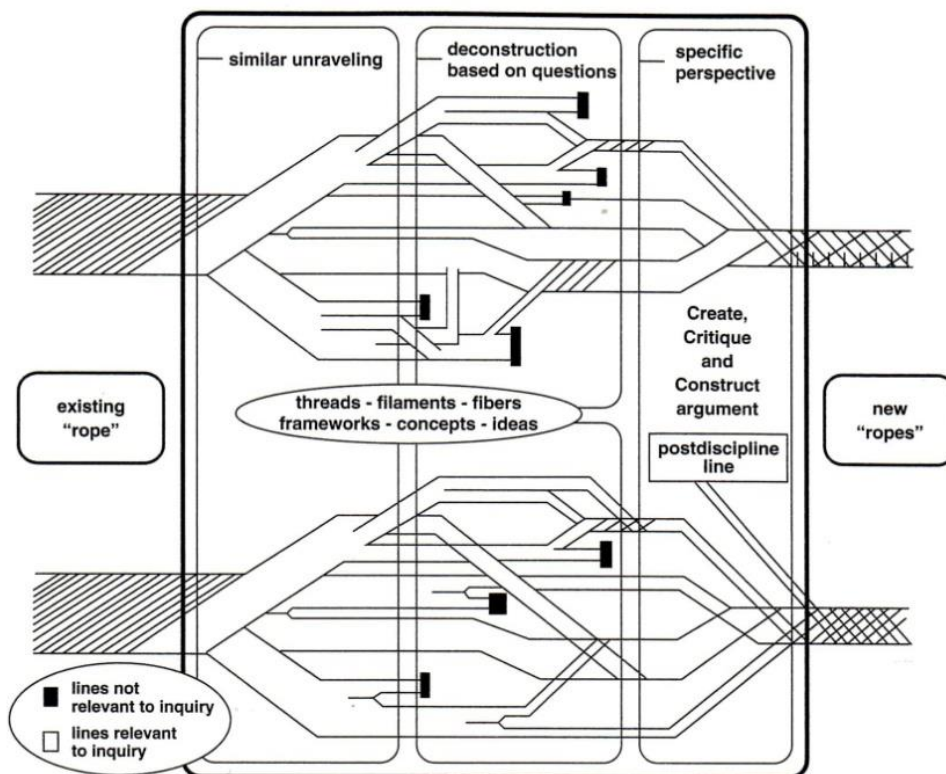 similar unraveling
deconstruction
based on questions
specific
perspective
existing
“rope”
threads - filaments - fibers
frameworks - concepts - ideas
Create,
Critique
and
Construct
argument
new
“ropes”
postdiscipline
line
lines not
relevant to inquiry
lines relevant
to inquiry